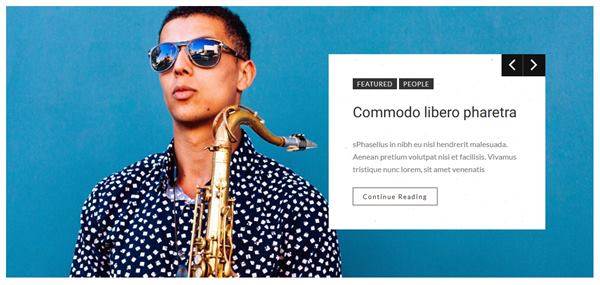 FEATURED PEOPLE
Commodo libero pharetra
sPhasellus in nibh eu nisl hendrerit malesuada.
Aenean pretium volutpat nisi et facilisis. Vivamus
tristique nunc lorem, sit amet venenatis
Continue Reading